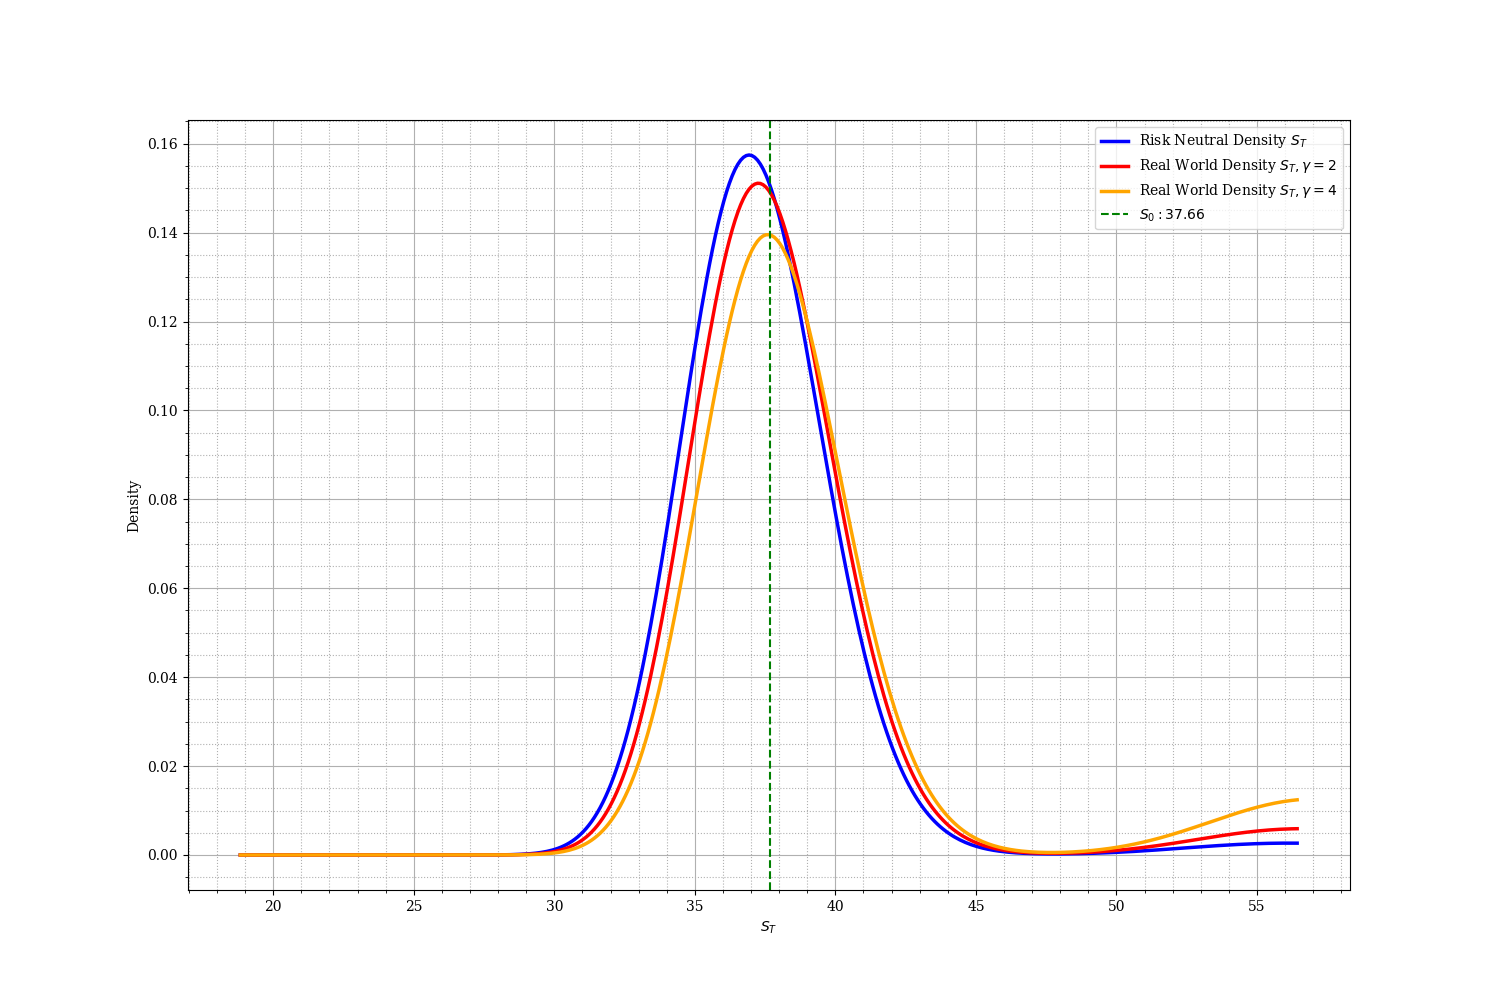 Risk Neutral Density S_T
Real World Density S_T, γ = 2
Real World Density S_T, γ = 4
S_0 : 37.66
Density
0.16
0.14
0.12
0.10
0.08
0.06
0.04
0.02
0.00
20 25 30 35 40 45 50 55
S_T